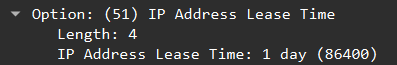 Option: (51) IP Address Lease Time
Length: 4
IP Address Lease Time: 1 day (86400)